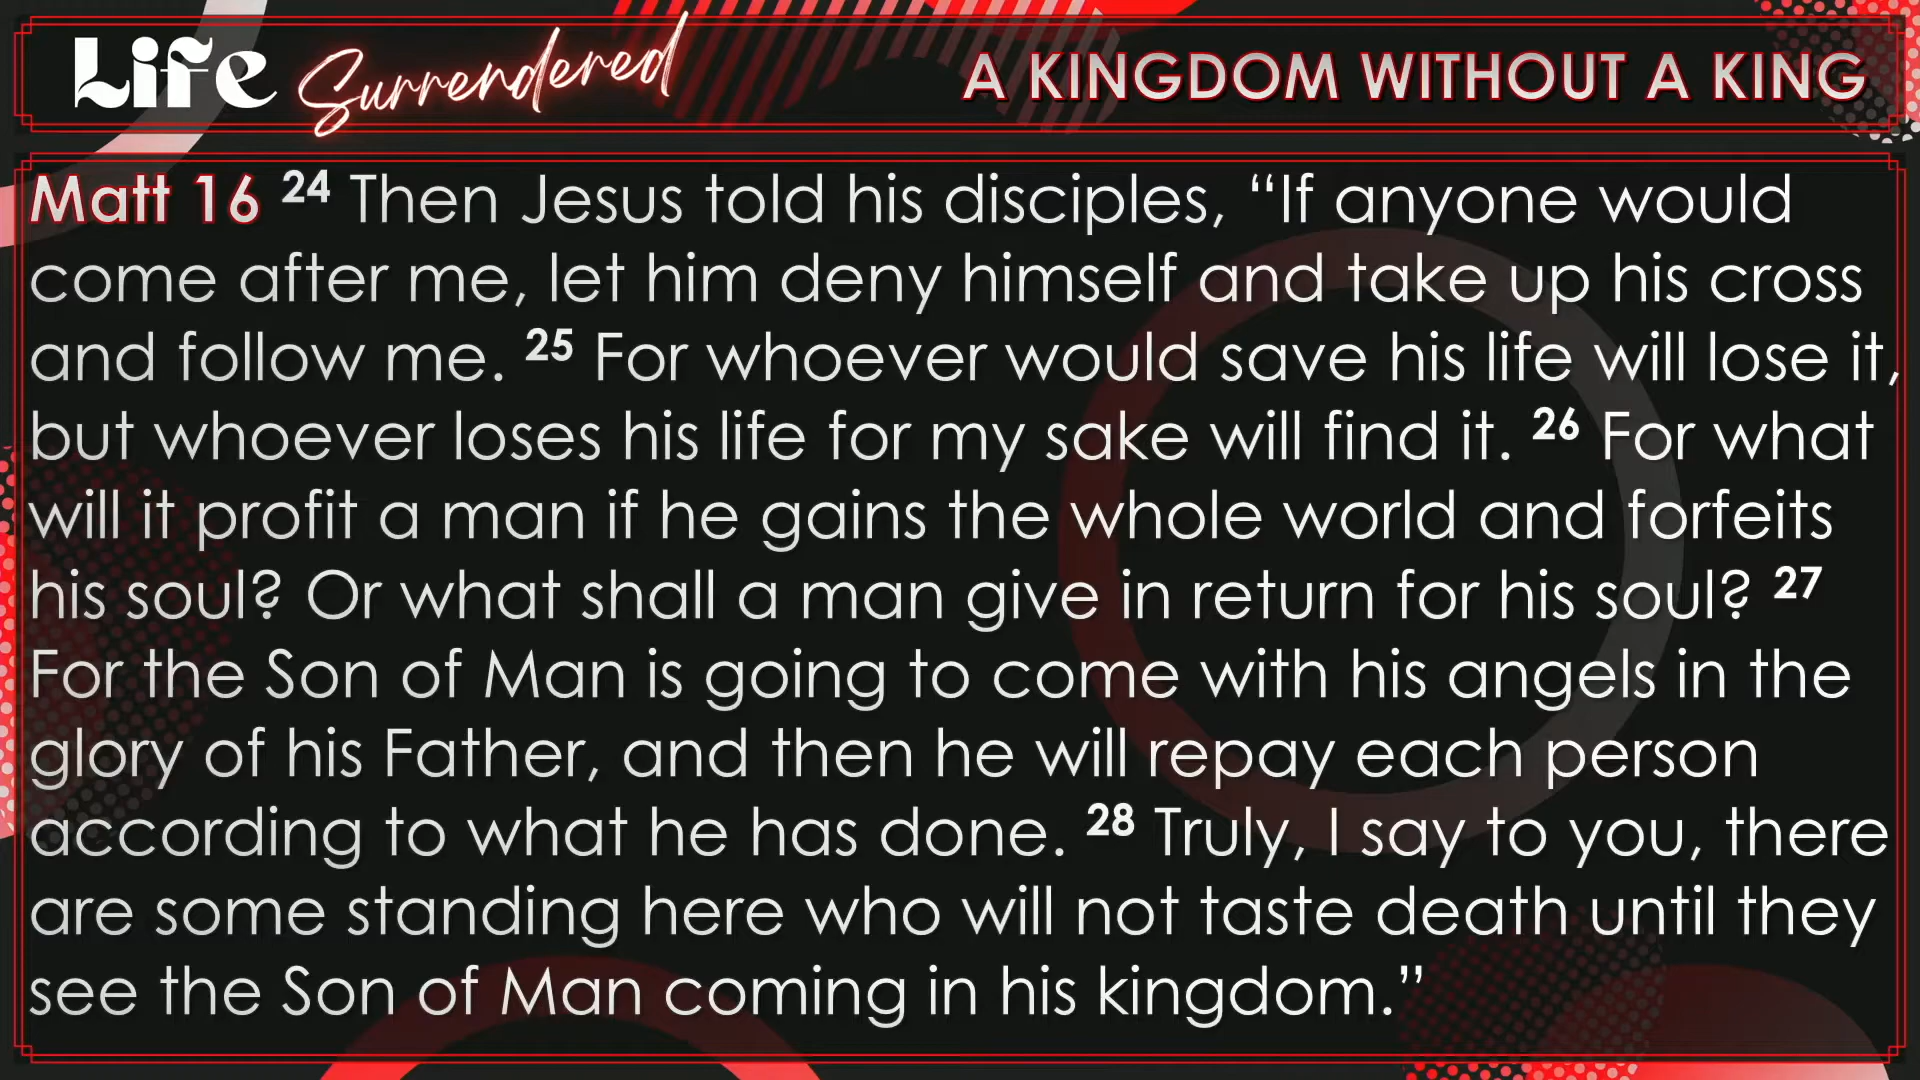 Life Surrendered
A KINGDOM WITHOUT A KING
Matt 16 24 Then Jesus told his disciples, “If anyone would
come after me, let him deny himself and take up his cross
and follow me. 25 For whoever would save his life will lose it,
but whoever loses his life for my sake will find it. 26 For what
will it profit a man if he gains the whole world and forfeits
his soul? Or what shall a man give in return for his soul? 27
For the Son of Man is going to come with his angels in the
glory of his Father, and then he will repay each person
according to what he has done. 28 Truly, I say to you, there
are some standing here who will not taste death until they
see the Son of Man coming in his kingdom.”